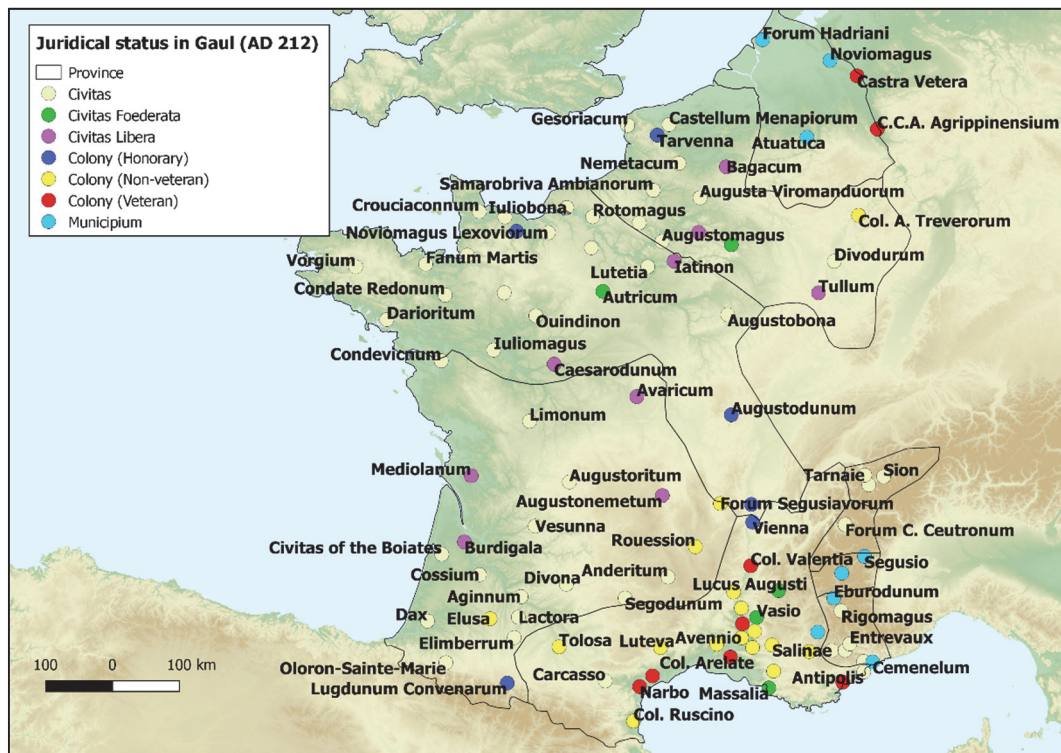 Juridical status in Gaul (AD 212)
Province
Civitas
Civitas Foederata
Civitas Libera
Colony (Honorary)
Colony (Non-veteran)
Colony (Veteran)
Municipium
Forum Hadriani
Noviomagus
Castra Vetera
Gesoriacum
Castellum Menapiorum
C.C.A. Agrippinensium
Tarvenna
Atuatuca
Nemetacum
Bagacum
Samarobriva Ambianorum
Augusta Viromanduorum
Crouciaconnum
Iuliobona
Rotomagus
Col. A. Treverorum
Noviomagus Lexoviorum
Augustomagus
Vorgium
Fanum Martis
Lutetia
Iatinon
Divodurum
Condate Redonum
Autricum
Tullum
Darioritum
Ouindinon
Augustobona
Condevicnum
Iuliomagus
Caesarodunum
Avaricum
Limonum
Augustodunum
Mediolanum
Augustoritum
Tarnaie
Sion
Augustonemetum
Forum Segusiavorum
Vesunna
Vienna
Forum C. Ceutronum
Civitas of the Boiates
Burdigala
Rouession
Cossium
Divona
Anderitum
Col. Valentia
Segusio
Aginnum
Lucus Augusti
Eburodunum
Dax
Elusa
Lactora
Segodunum
Vasio
Rigomagus
Elimberrum
Tolosa
Luteva
Avennio
Salinae
Entrevaux
Oloron-Sainte-Marie
Carcasso
Col. Arelate
Cemenelum
Lugdunum Convenarum
Narbo
Massalia
Antipolis
Col. Ruscino
100 0 100 km